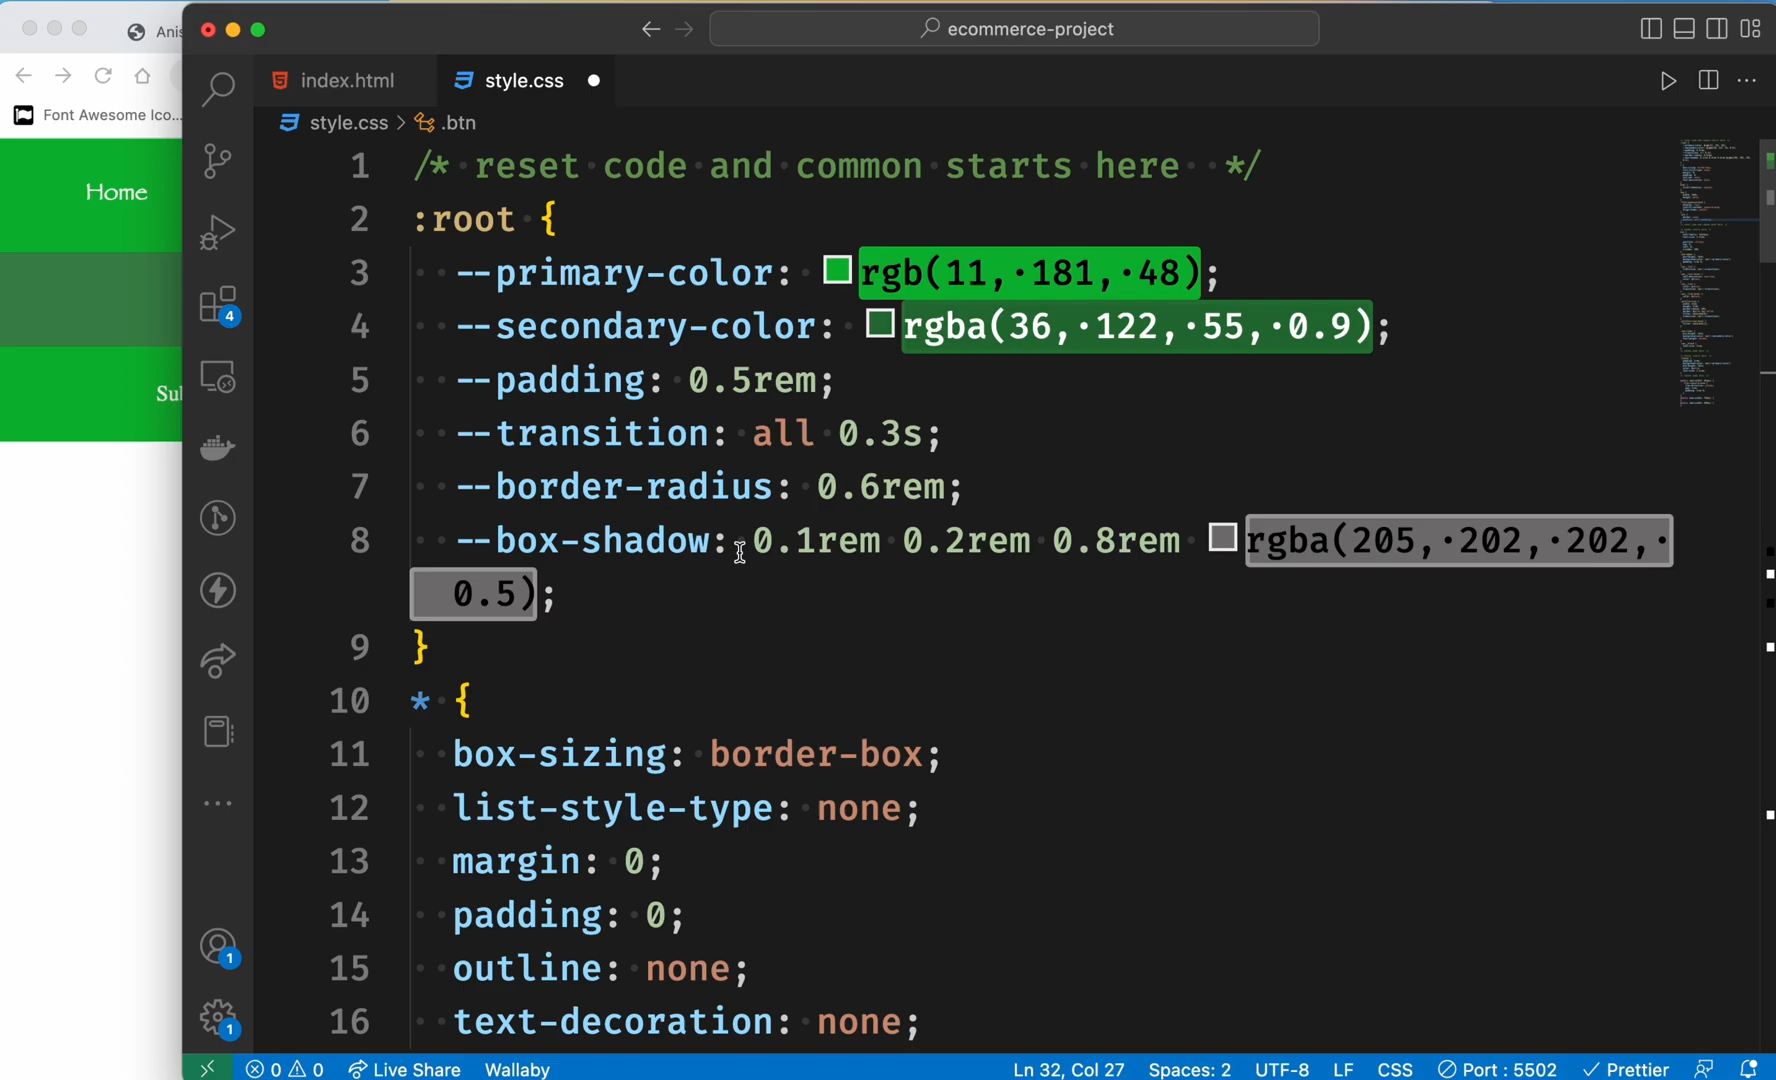 Anis
ecommerce-project
index.html
style.css
Font Awesome Ico...
style.css > .btn
Home
Sub
1 /* reset code and common starts here */
2 :root {
3 --primary-color: rgb(11, 181, 48);
4 --secondary-color: rgba(36, 122, 55, 0.9);
5 --padding: 0.5rem;
6 --transition: all 0.3s;
7 --border-radius: 0.6rem;
8 --box-shadow: 0.1rem 0.2rem 0.8rem rgba(205, 202, 202,
0.5);
9 }
10 * {
11 box-sizing: border-box;
12 list-style-type: none;
13 margin: 0;
14 padding: 0;
15 outline: none;
16 text-decoration: none;
4
1
1
0 0 Live Share Wallaby Ln 32, Col 27 Spaces: 2 UTF-8 LF CSS Port : 5502 Prettier